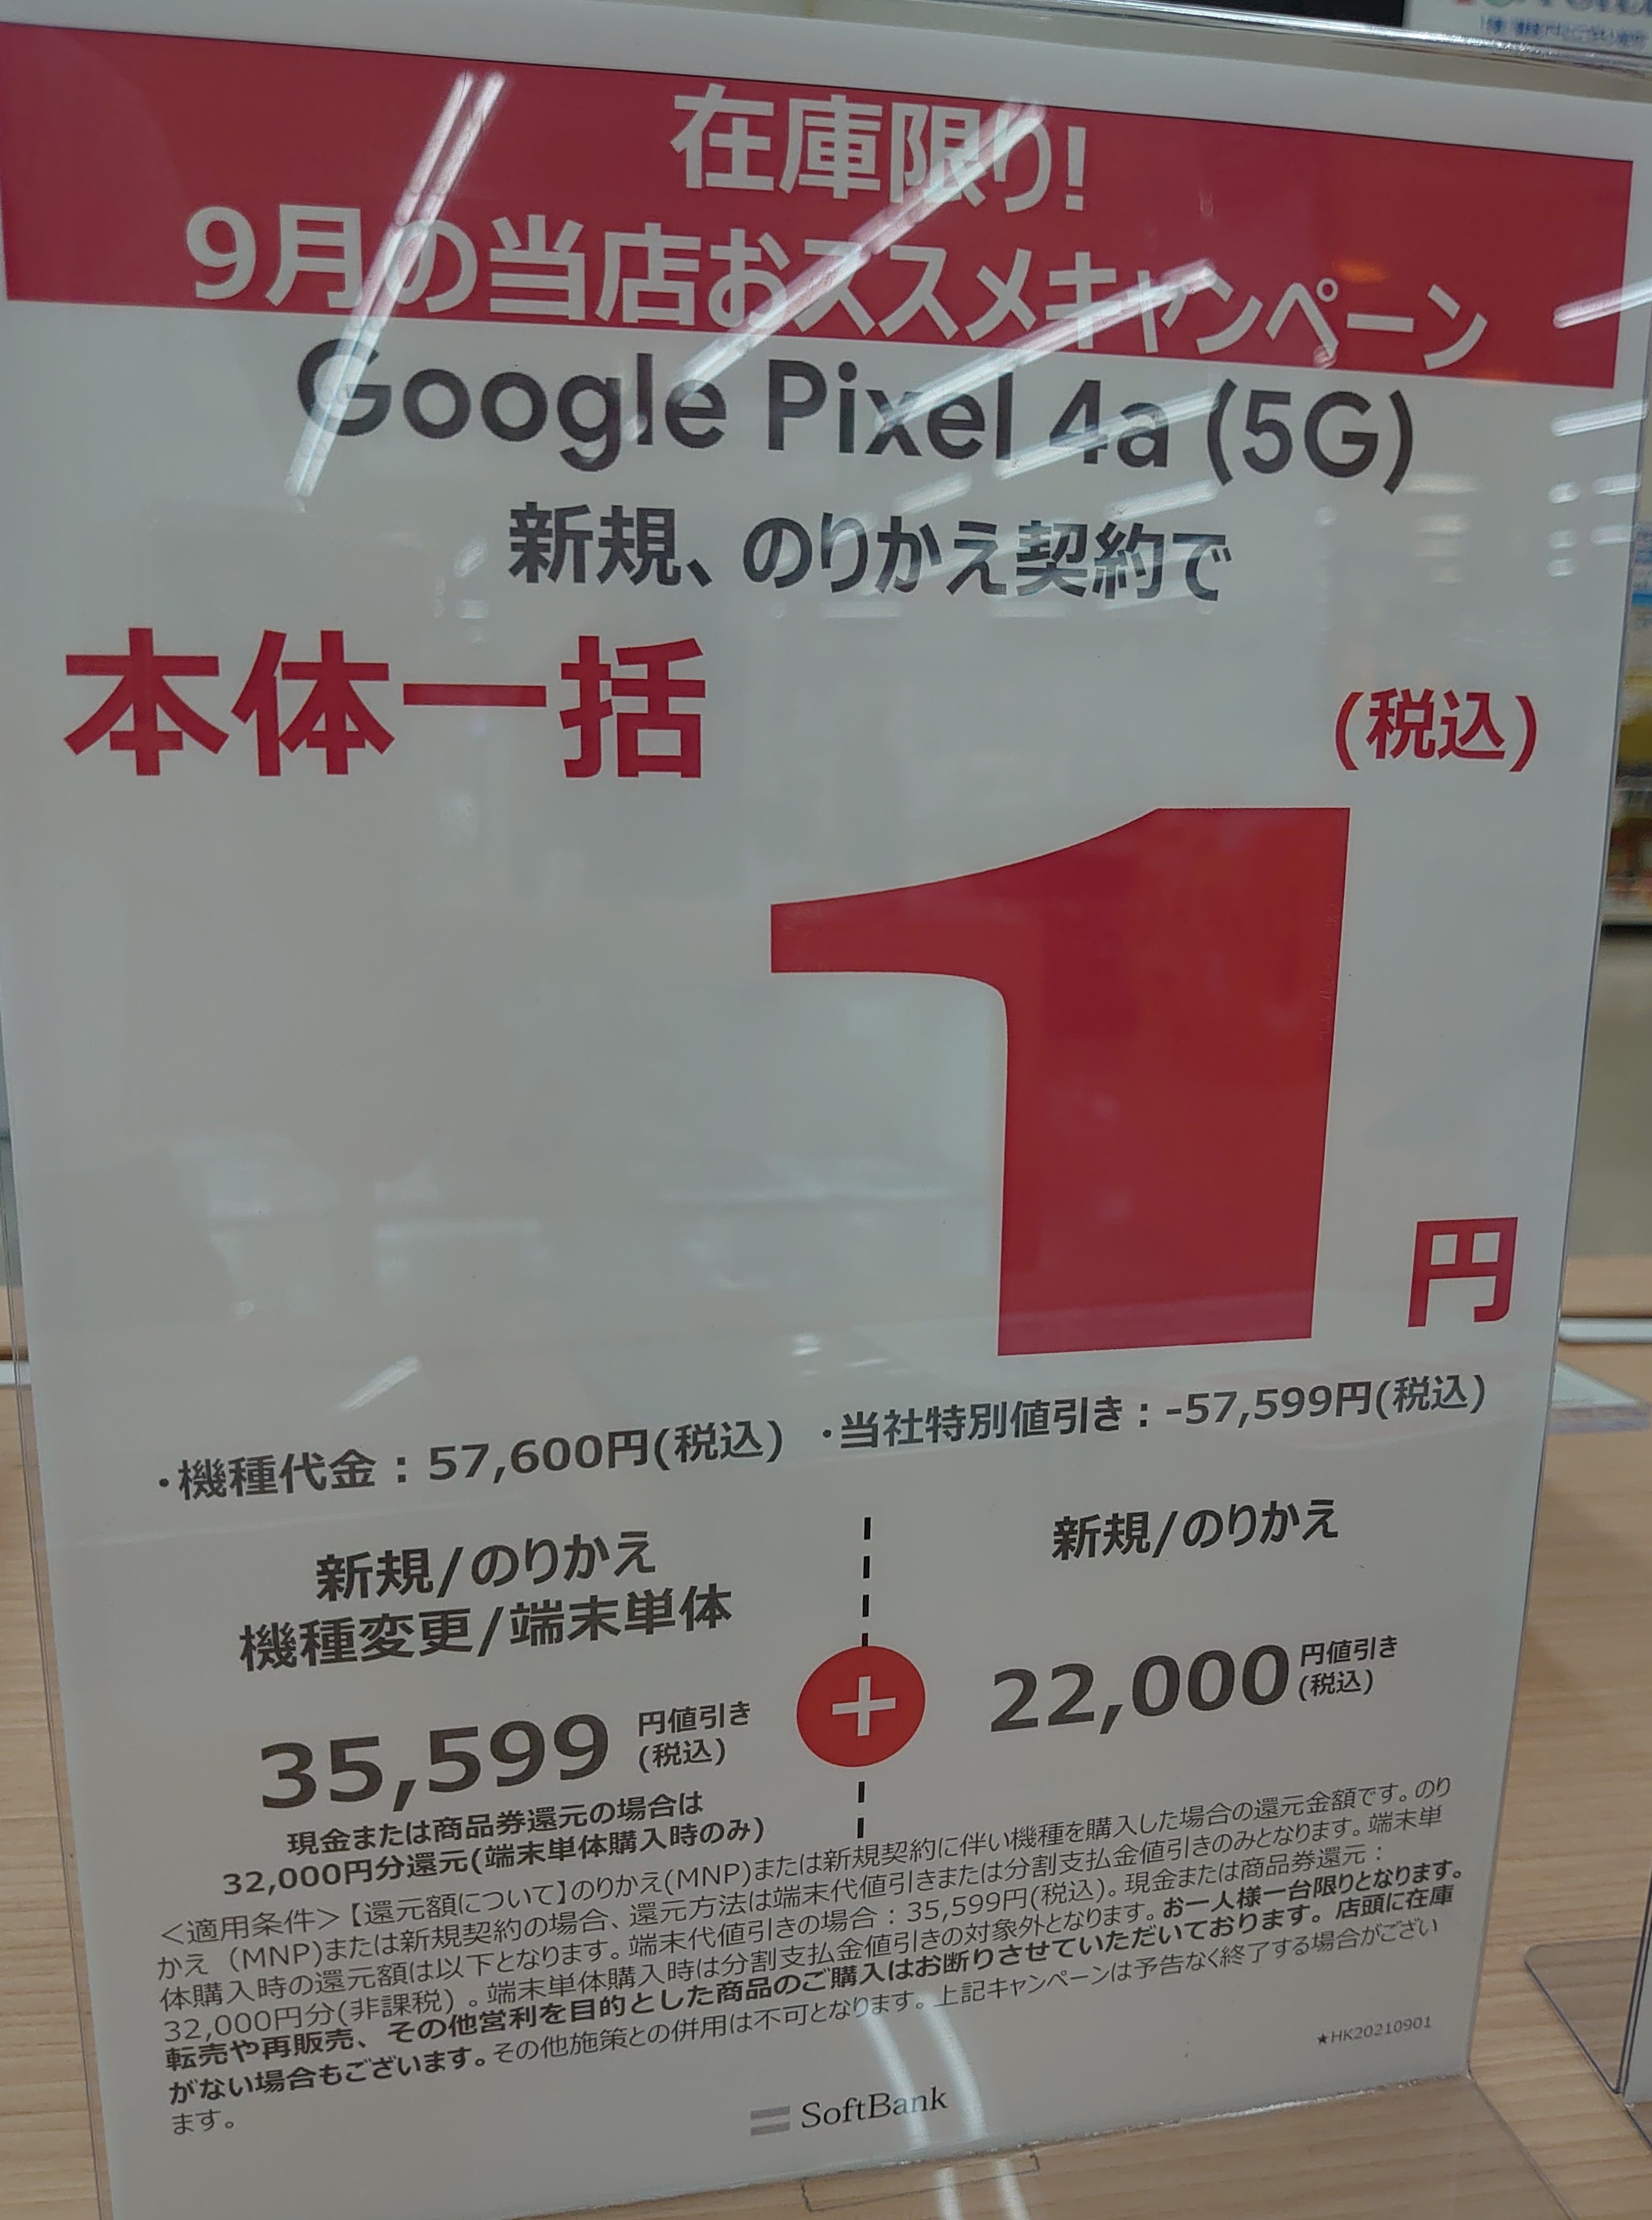 在庫限り!
9月の当店おススメキャンペーン
Google Pixel 4a (5G)
新規、のりかえ契約で
本体一括
(税込)
1
円
・機種代金：57,600円(税込) ・当社特別値引き：-57,599円(税込)
新規/のりかえ
機種変更/端末単体
35,599 円値引き
(税込)
現金または商品券還元の場合は
32,000円分還元(端末単体購入時のみ)
+
新規/のりかえ
22,000 円値引き
(税込)
＜適用条件＞【還元額について】のりかえ(MNP)または新規契約に伴い機種を購入した場合の還元金額です。のり
かえ（MNP)または新規契約の場合、還元方法は端末代値引きまたは分割支払金値引きのみとなります。端末単
体購入時の還元額は以下となります。端末代値引きの場合：35,599円(税込)。現金または商品券還元：
32,000円分(非課税) 。端末単体購入時は分割支払金値引きの対象外となります。お一人様一台限りとなります。
転売や再販売、その他営利を目的とした商品のご購入はお断りさせていただいております。店頭に在庫
がない場合もございます。その他施策との併用は不可となります。上記キャンペーンは予告なく終了する場合がござい
ます。
★HK20210901
SoftBank